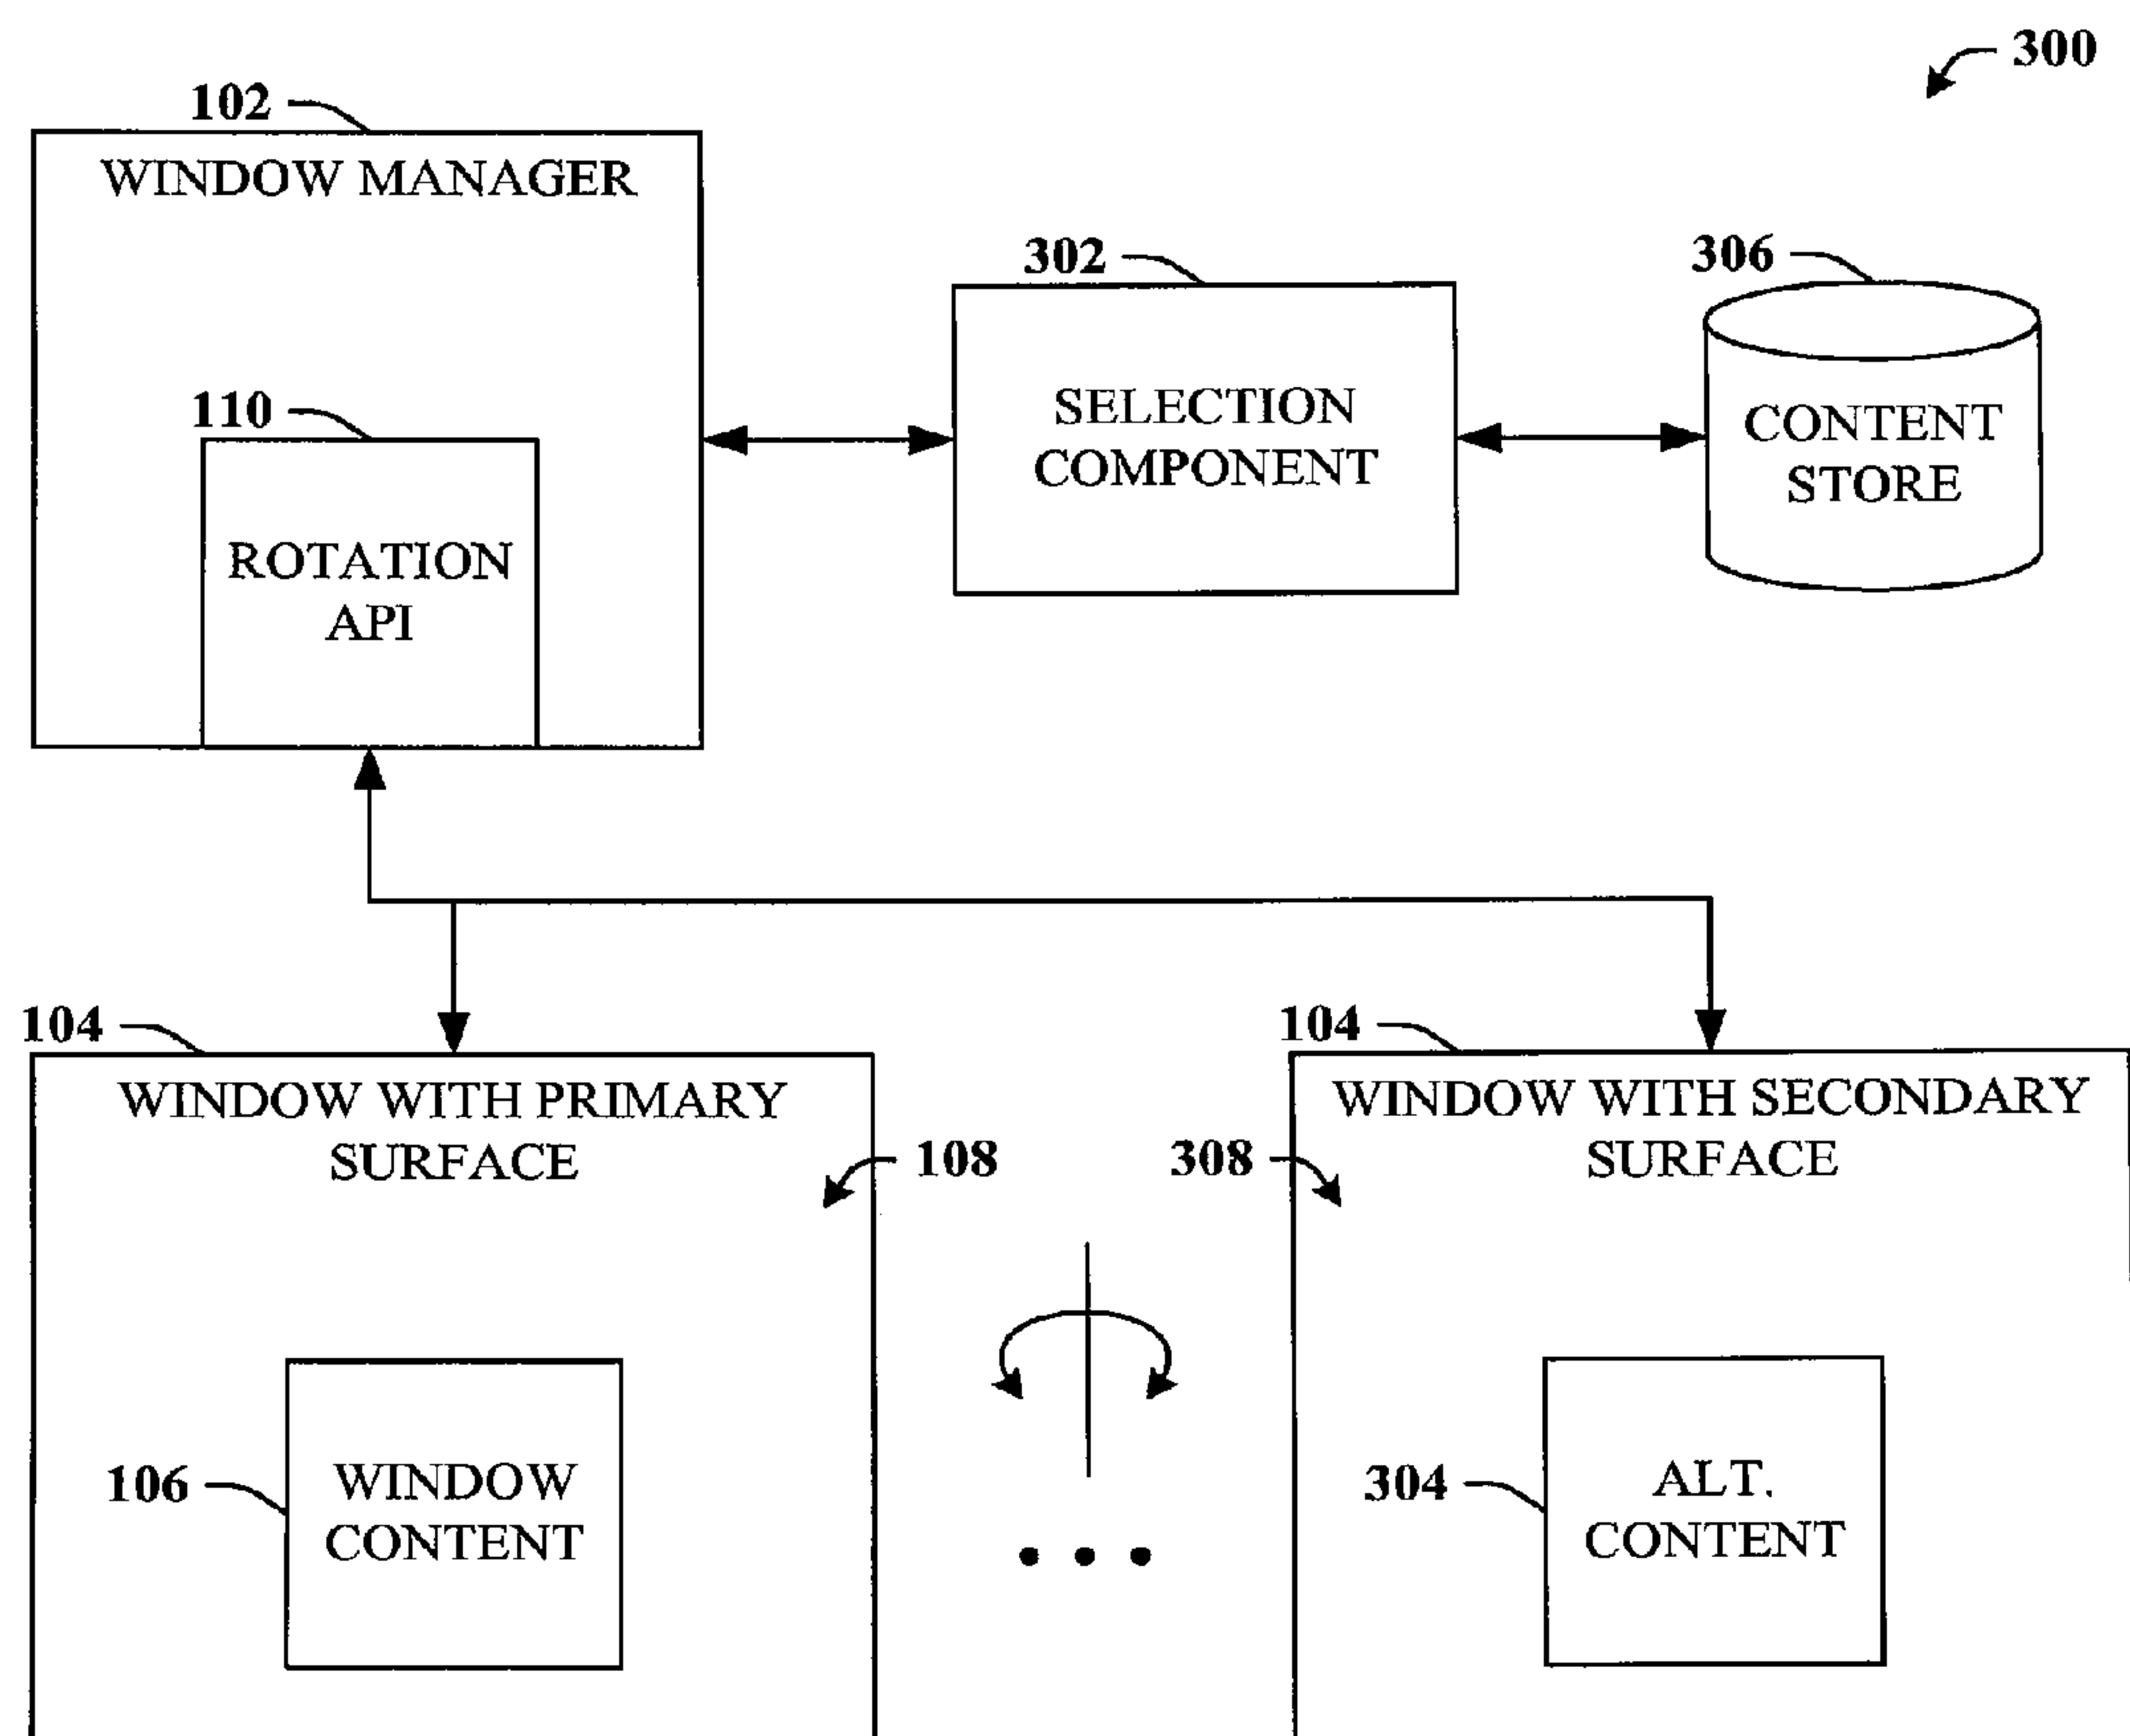 300
102
WINDOW MANAGER
302
306
110
SELECTION
COMPONENT
CONTENT
STORE
ROTATION
API
104
WINDOW WITH PRIMARY
SURFACE
108
104
WINDOW WITH SECONDARY
SURFACE
308
106
WINDOW
CONTENT
304
ALT.
CONTENT